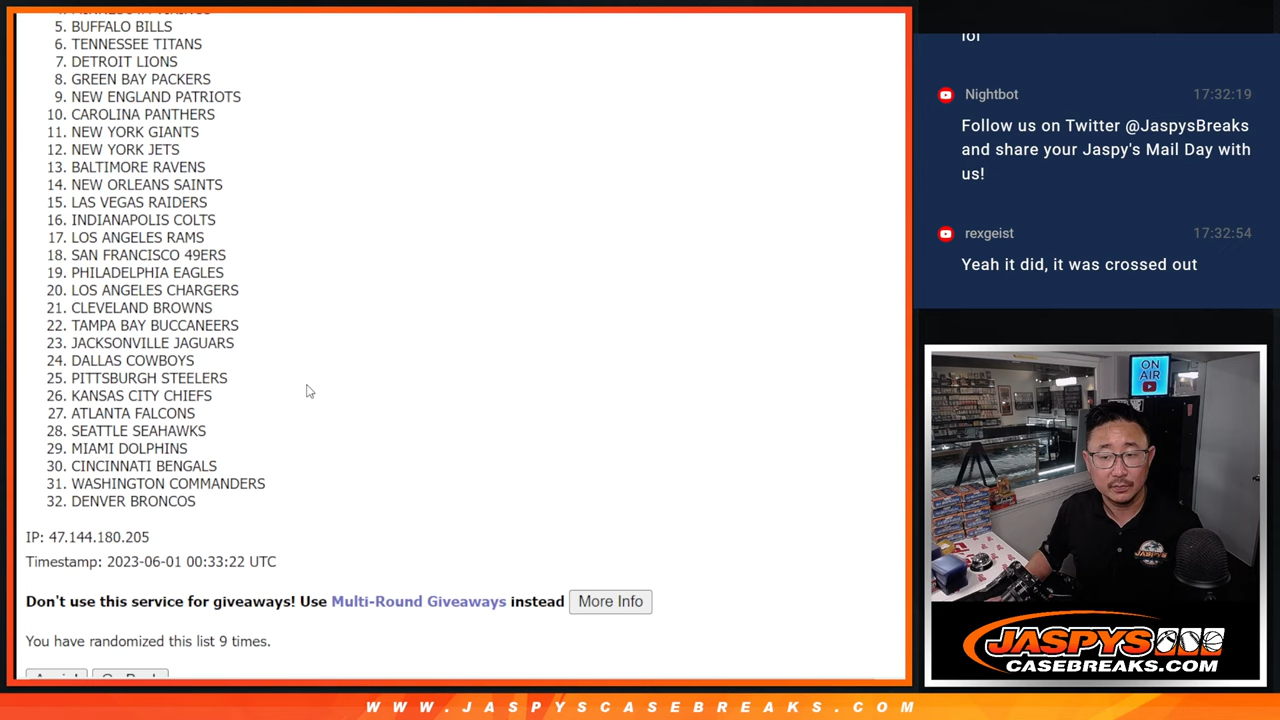 5. BUFFALO BILLS
6. TENNESSEE TITANS
7. DETROIT LIONS
8. GREEN BAY PACKERS
9. NEW ENGLAND PATRIOTS
10. CAROLINA PANTHERS
11. NEW YORK GIANTS
12. NEW YORK JETS
13. BALTIMORE RAVENS
14. NEW ORLEANS SAINTS
15. LAS VEGAS RAIDERS
16. INDIANAPOLIS COLTS
17. LOS ANGELES RAMS
18. SAN FRANCISCO 49ERS
19. PHILADELPHIA EAGLES
20. LOS ANGELES CHARGERS
21. CLEVELAND BROWNS
22. TAMPA BAY BUCCANEERS
23. JACKSONVILLE JAGUARS
24. DALLAS COWBOYS
25. PITTSBURGH STEELERS
26. KANSAS CITY CHIEFS
27. ATLANTA FALCONS
28. SEATTLE SEAHAWKS
29. MIAMI DOLPHINS
30. CINCINNATI BENGALS
31. WASHINGTON COMMANDERS
32. DENVER BRONCOS
IP: 47.144.180.205
Timestamp: 2023-06-01 00:33:22 UTC
Don't use this service for giveaways! Use Multi-Round Giveaways instead More Info
You have randomized this list 9 times.
lol
Nightbot 17:32:19
Follow us on Twitter @JaspysBreaks
and share your Jaspy's Mail Day with
us!
rexgeist 17:32:54
Yeah it did, it was crossed out
ON
AIR
JASPYS
CASEBREAKS.COM
WWW.JASPYSCASEBREAKS.COM